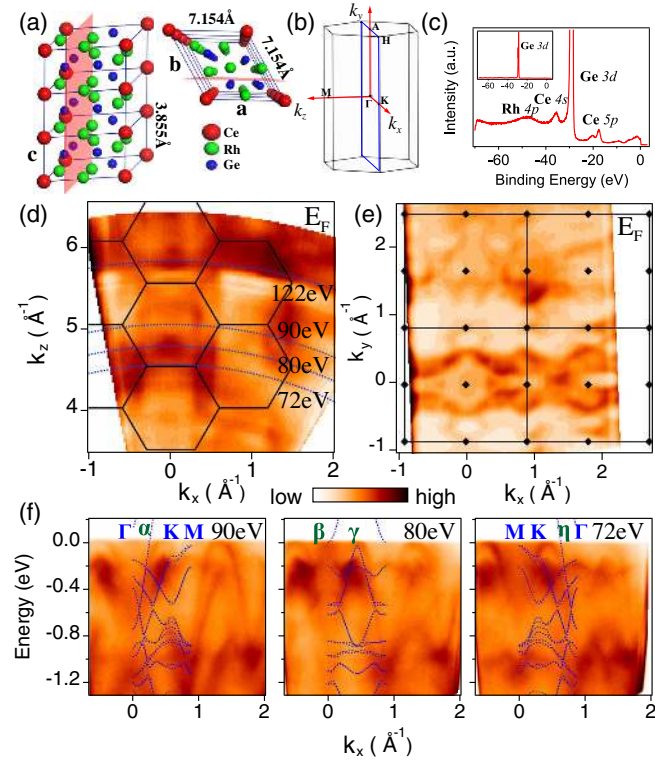 (a)
7.154Å
7.154Å
b
a
3.855Å
c
Ce
Rh
Ge
(b)
k_y
A
H
M
Γ
K
k_z
k_x
(c)
Intensity (a.u.)
Ge 3d
Ge 3d
Rh 4p
Ce 4s
Ce 5p
-60 -40 -20 0
Binding Energy (eV)
(d)
E_F
6
5
4
k_z (Å⁻¹)
122eV
90eV
80eV
72eV
-1 0 1 2
k_x (Å⁻¹)
(e)
E_F
2
1
0
-1
k_y (Å⁻¹)
-1 0 1 2
k_x (Å⁻¹)
low high
(f)
Γ α K M 90eV
β γ 80eV
M K η Γ 72eV
0.0
-0.4
-0.8
-1.2
Energy (eV)
0 1 2
0 1 2
0 1 2
k_x (Å⁻¹)